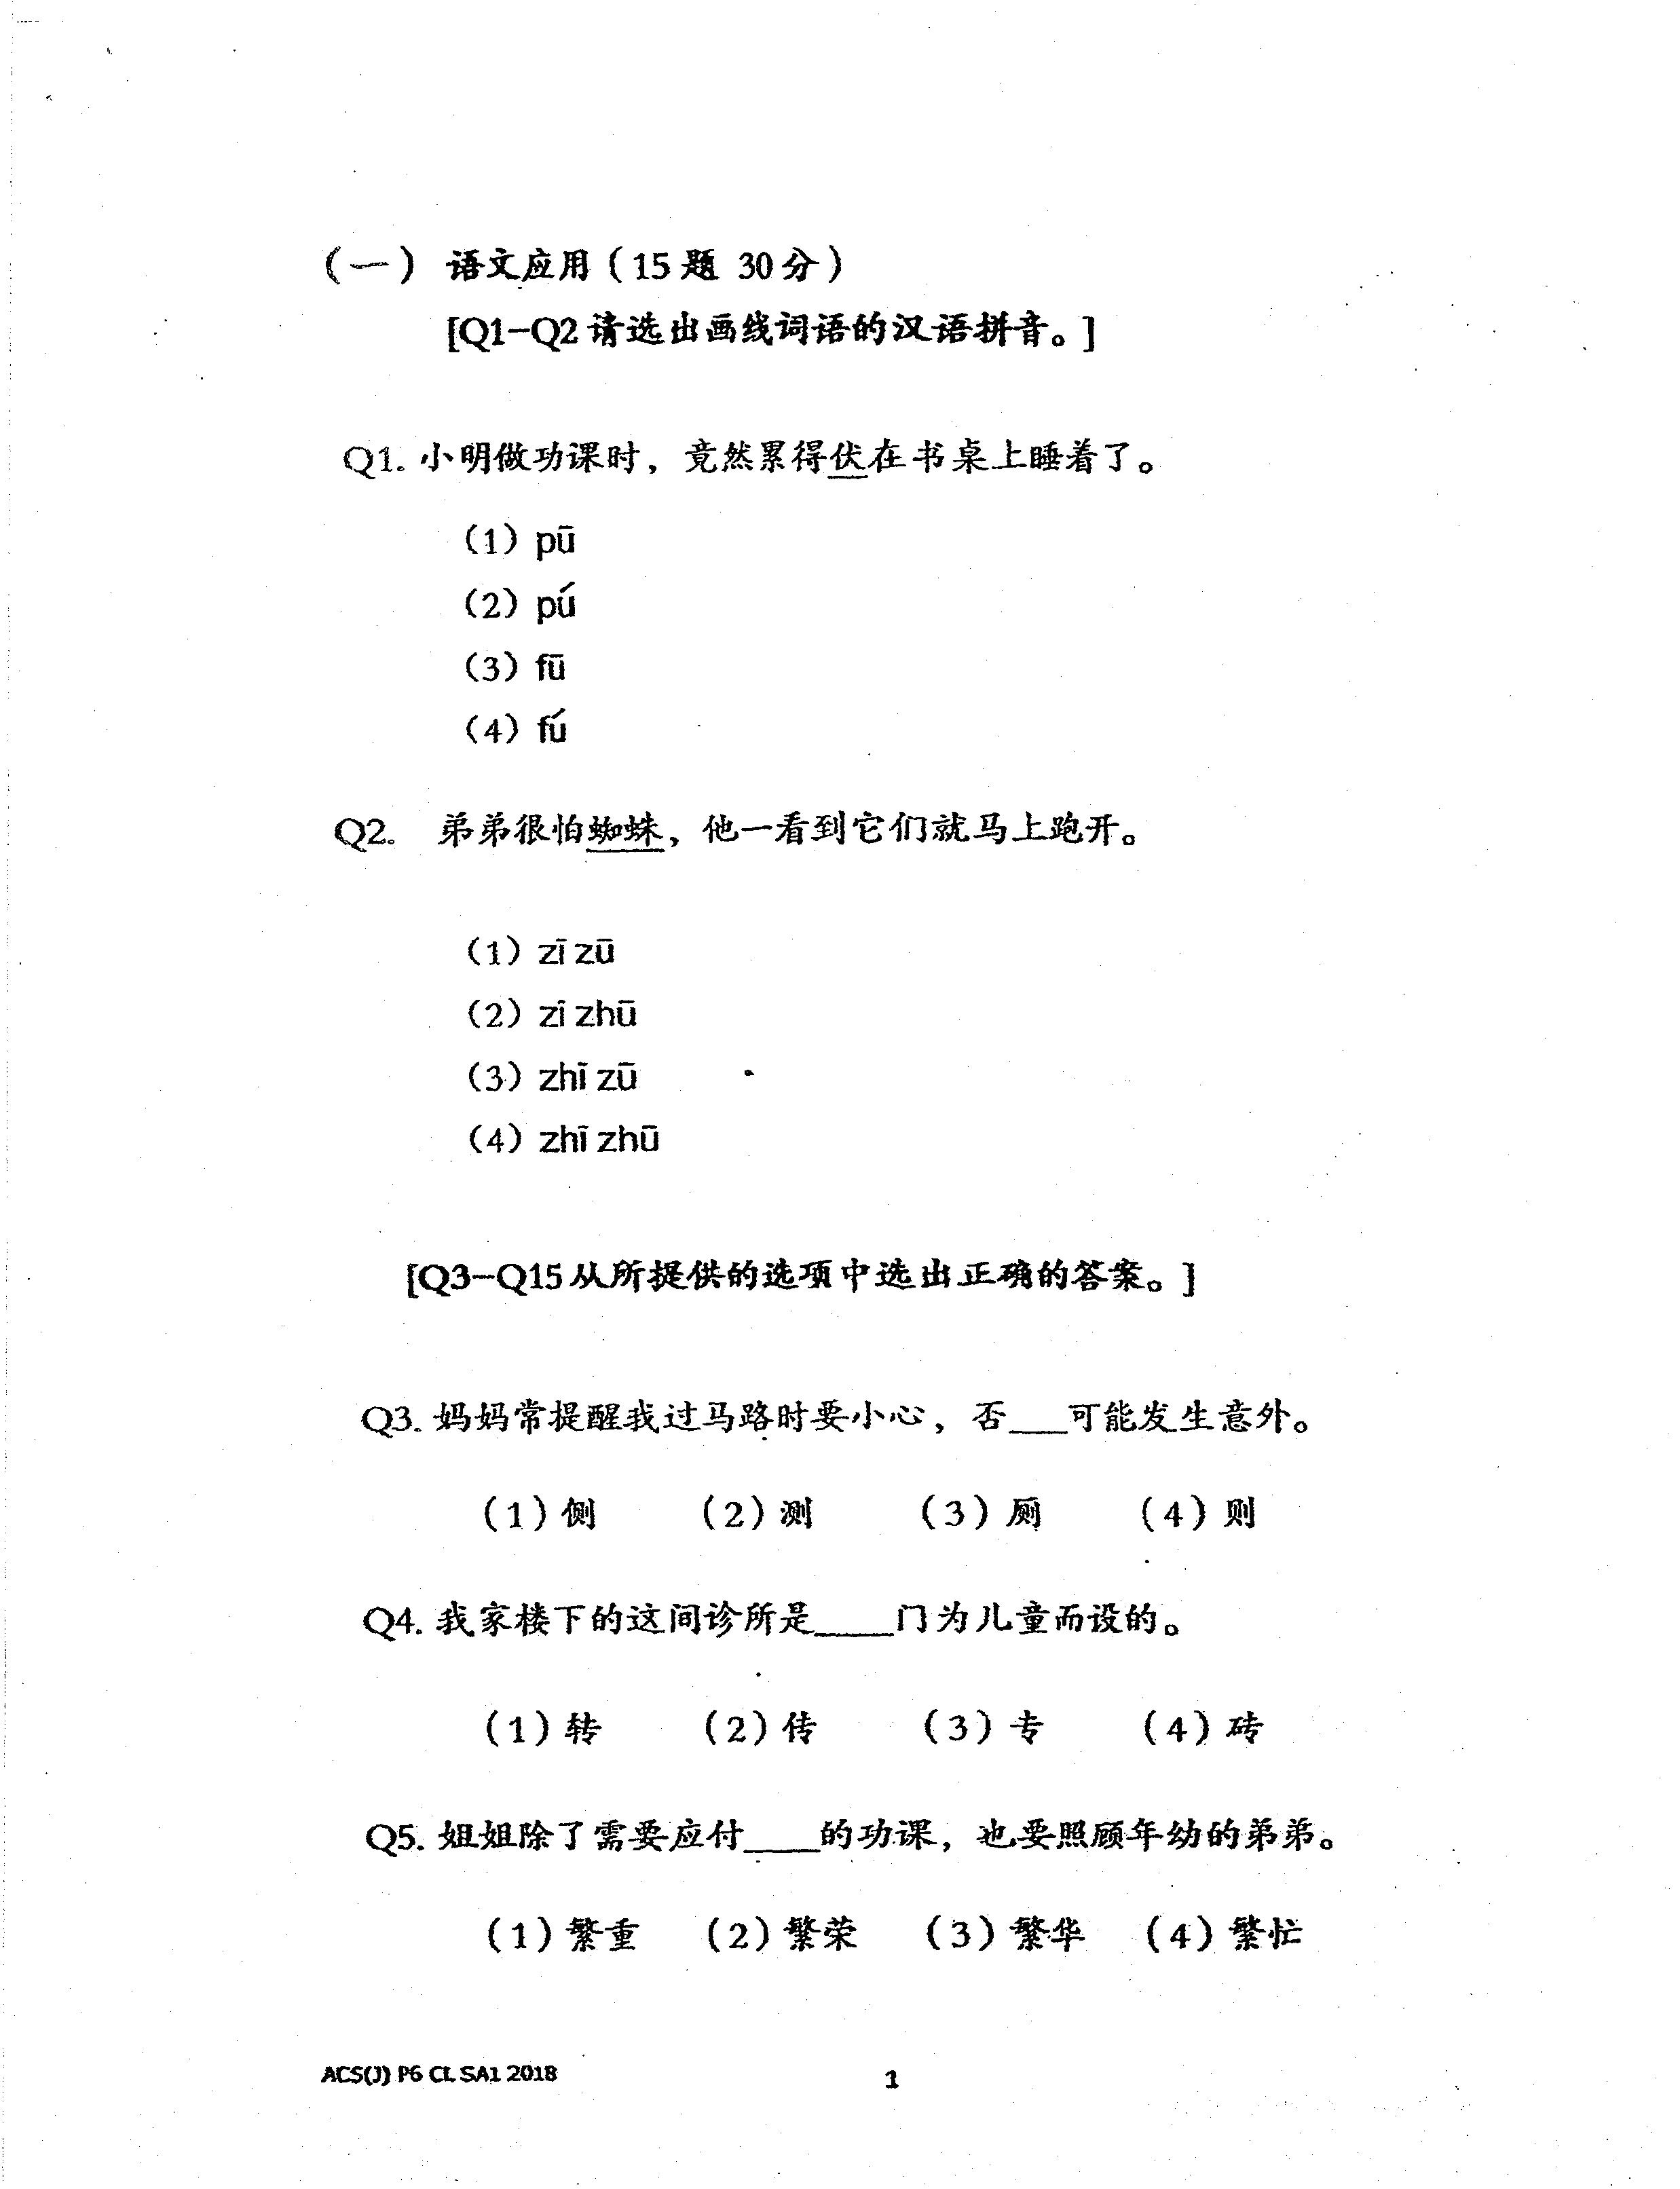 （一） 语文应用（15题 30分）
[Q1-Q2请选出画线词语的汉语拼音。]
Q1. 小明做功课时，竟然累得伏在书桌上睡着了。
（1）pū
（2）pú
（3）fū
（4）fú
Q2. 弟弟很怕蜘蛛，他一看到它们就马上跑开。
（1）zī zū
（2）zī zhū
（3）zhī zū
（4）zhī zhū
[Q3-Q15从所提供的选项中选出正确的答案。]
Q3. 妈妈常提醒我过马路时要小心，否___可能发生意外。
（1）侧 （2）测 （3）厕 （4）则
Q4. 我家楼下的这间诊所是____门为儿童而设的。
（1）转 （2）传 （3）专 （4）砖
Q5. 姐姐除了需要应付____的功课，也要照顾年幼的弟弟。
（1）繁重 （2）繁荣 （3）繁华 （4）繁忙
ACS(J) P6 CL SA1 2018 1